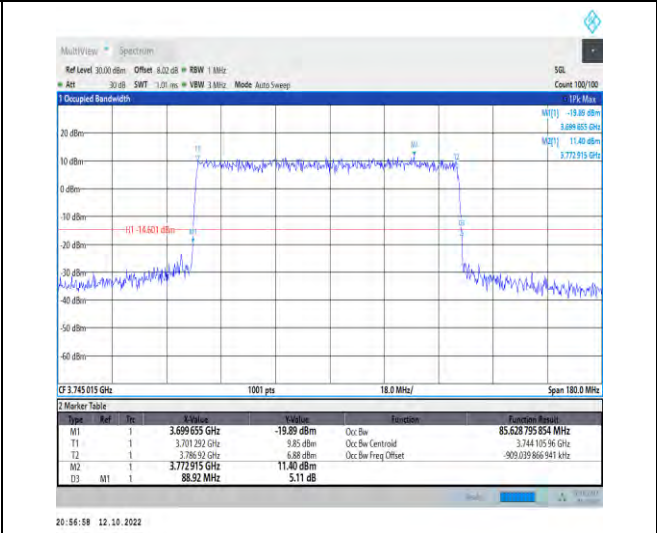 MultiView Spectrum
Ref Level 30.00 dBm Offset 8.02 dB RBW 1 MHz SGL
Att 30 dB SWT 1.01 ms VBW 3 MHz Mode Auto Sweep Count 100/100
1 Occupied Bandwidth 1Pk Max
M1[1] -19.89 dBm
3.699 655 GHz
M2[1] 11.40 dBm
3.772 915 GHz
20 dBm
10 dBm
0 dBm
-10 dBm
H1 -14.601 dBm
-20 dBm
-30 dBm
-40 dBm
-50 dBm
-60 dBm
T2
M1
CF 3.745 015 GHz 1001 pts 18.0 MHz/ Span 180.0 MHz
2 Marker Table
Type Ref Trc X-Value Y-Value Function Function Result
M1 1 3.699 655 GHz -19.89 dBm Occ Bw 85.628 795 854 MHz
T1 1 3.701 292 GHz 9.85 dBm Occ Bw Centroid 3.744 105 96 GHz
T2 1 3.786 92 GHz 6.88 dBm Occ Bw Freq Offset -909.039 866 941 kHz
M2 1 3.772 915 GHz 11.40 dBm
D3 M1 1 88.92 MHz 5.11 dB
20:56:58 12.10.2022